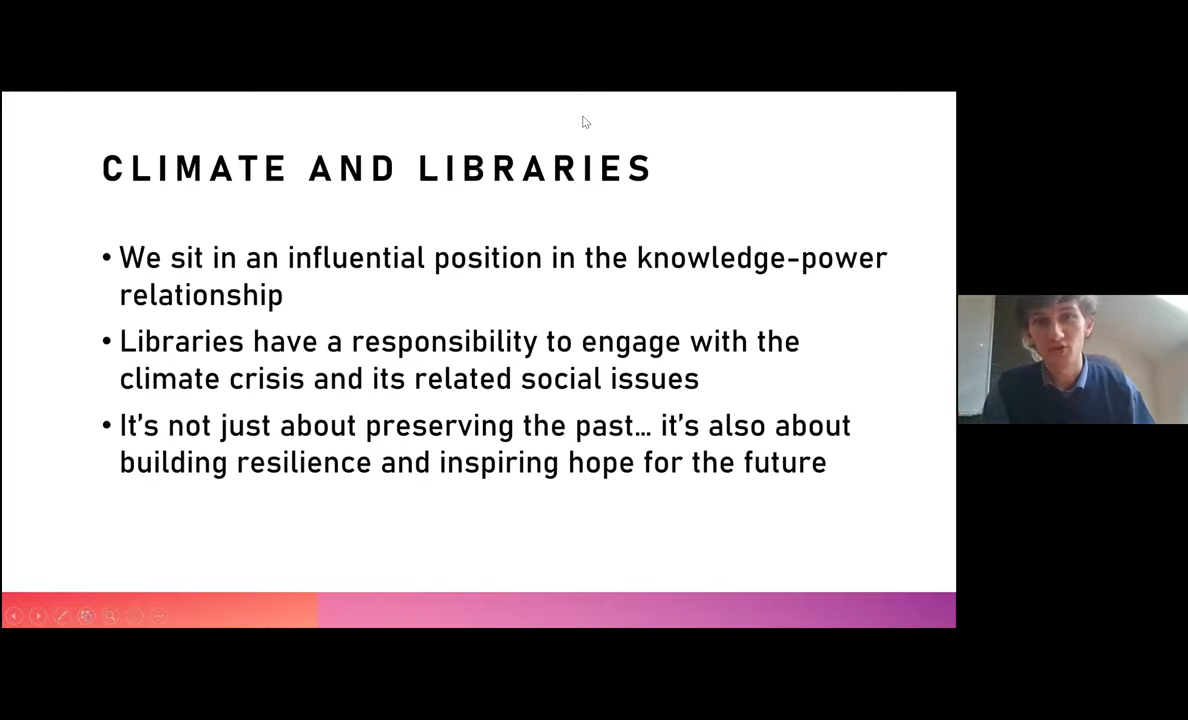 CLIMATE AND LIBRARIES
• We sit in an influential position in the knowledge-power
relationship
• Libraries have a responsibility to engage with the
climate crisis and its related social issues
• It's not just about preserving the past... it's also about
building resilience and inspiring hope for the future